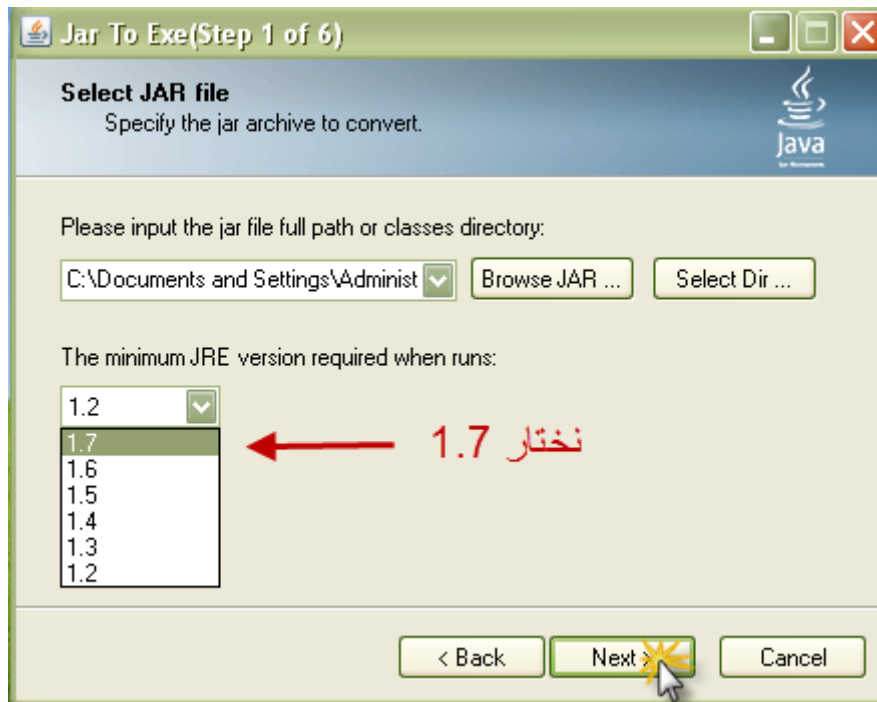 Jar To Exe(Step 1 of 6)
Select JAR file
Specify the jar archive to convert.
Java
Please input the jar file full path or classes directory:
C:\Documents and Settings\Administ
Browse JAR ...
Select Dir ...
The minimum JRE version required when runs:
1.2
1.7
نختار 1.7
1.6
1.5
1.4
1.3
1.2
< Back
Next >
Cancel